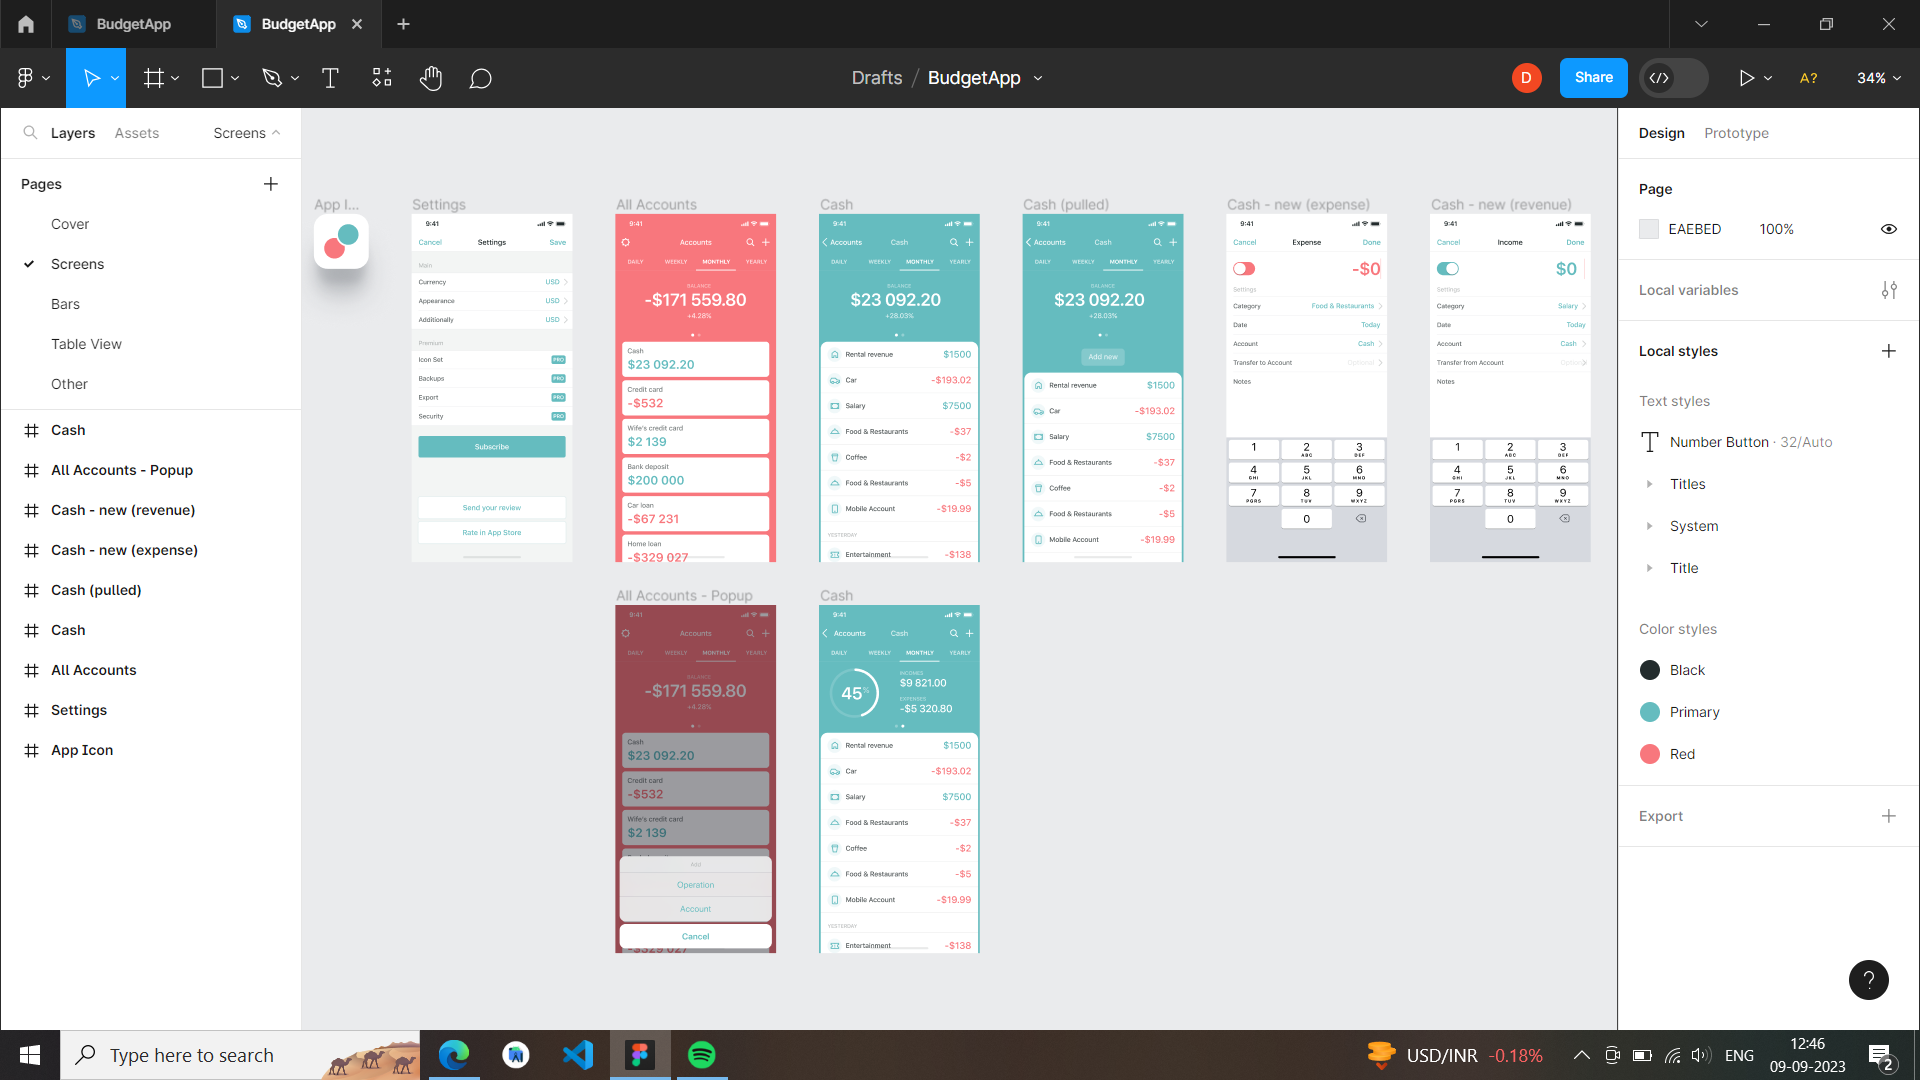 BudgetApp
BudgetApp
Drafts / BudgetApp
D
Share
A?
34%
Layers
Assets
Screens
Pages
Cover
Screens
Bars
Table View
Other
Cash
All Accounts - Popup
Cash - new (revenue)
Cash - new (expense)
Cash (pulled)
Cash
All Accounts
Settings
App Icon
App I...
Settings
9:41
Cancel
Settings
Save
Main
Currency
USD
Appearance
USD
Additionally
USD
Premium
Icon Set
PRO
Backups
PRO
Export
PRO
Security
PRO
Subscribe
Send your review
Rate in App Store
All Accounts
9:41
Accounts
DAILY
WEEKLY
MONTHLY
YEARLY
BALANCE
-$171 559.80
+4.28%
Cash
$23 092.20
Credit card
-$532
Wife's credit card
$2 139
Bank deposit
$200 000
Car loan
-$67 231
Home loan
-$329 027
Cash
9:41
Accounts
Cash
DAILY
WEEKLY
MONTHLY
YEARLY
BALANCE
$23 092.20
+28.03%
Rental revenue
$1500
Car
-$193.02
Salary
$7500
Food & Restaurants
-$37
Coffee
-$2
Food & Restaurants
-$5
Mobile Account
-$19.99
YESTERDAY
Entertainment
-$138
Cash (pulled)
9:41
Accounts
Cash
DAILY
WEEKLY
MONTHLY
YEARLY
BALANCE
$23 092.20
+28.03%
Add new
Rental revenue
$1500
Car
-$193.02
Salary
$7500
Food & Restaurants
-$37
Coffee
-$2
Food & Restaurants
-$5
Mobile Account
-$19.99
Cash - new (expense)
9:41
Cancel
Expense
Done
-$0
Settings
Category
Food & Restaurants
Date
Today
Account
Cash
Transfer to Account
Optional
Notes
1
2 ABC
3 DEF
4 GHI
5 JKL
6 MNO
7 PQRS
8 TUV
9 WXYZ
0
Cash - new (revenue)
9:41
Cancel
Income
Done
$0
Settings
Category
Salary
Date
Today
Account
Cash
Transfer from Account
Notes
1
2 ABC
3 DEF
4 GHI
5 JKL
6 MNO
7 PQRS
8 TUV
9 WXYZ
0
All Accounts - Popup
9:41
Accounts
DAILY
WEEKLY
MONTHLY
YEARLY
BALANCE
-$171 559.80
+4.28%
Cash
$23 092.20
Credit card
-$532
Wife's credit card
$2 139
Add
Operation
Account
Cancel
-$329 027
Cash
9:41
Accounts
Cash
DAILY
WEEKLY
MONTHLY
YEARLY
45%
INCOMES
$9 821.00
EXPENSES
-$5 320.80
Rental revenue
$1500
Car
-$193.02
Salary
$7500
Food & Restaurants
-$37
Coffee
-$2
Food & Restaurants
-$5
Mobile Account
-$19.99
YESTERDAY
Entertainment
-$138
Design
Prototype
Page
EAEBED
100%
Local variables
Local styles
Text styles
Number Button · 32/Auto
Titles
System
Title
Color styles
Black
Primary
Red
Export
?
Type here to search
USD/INR -0.18%
ENG
12:46
09-09-2023
2